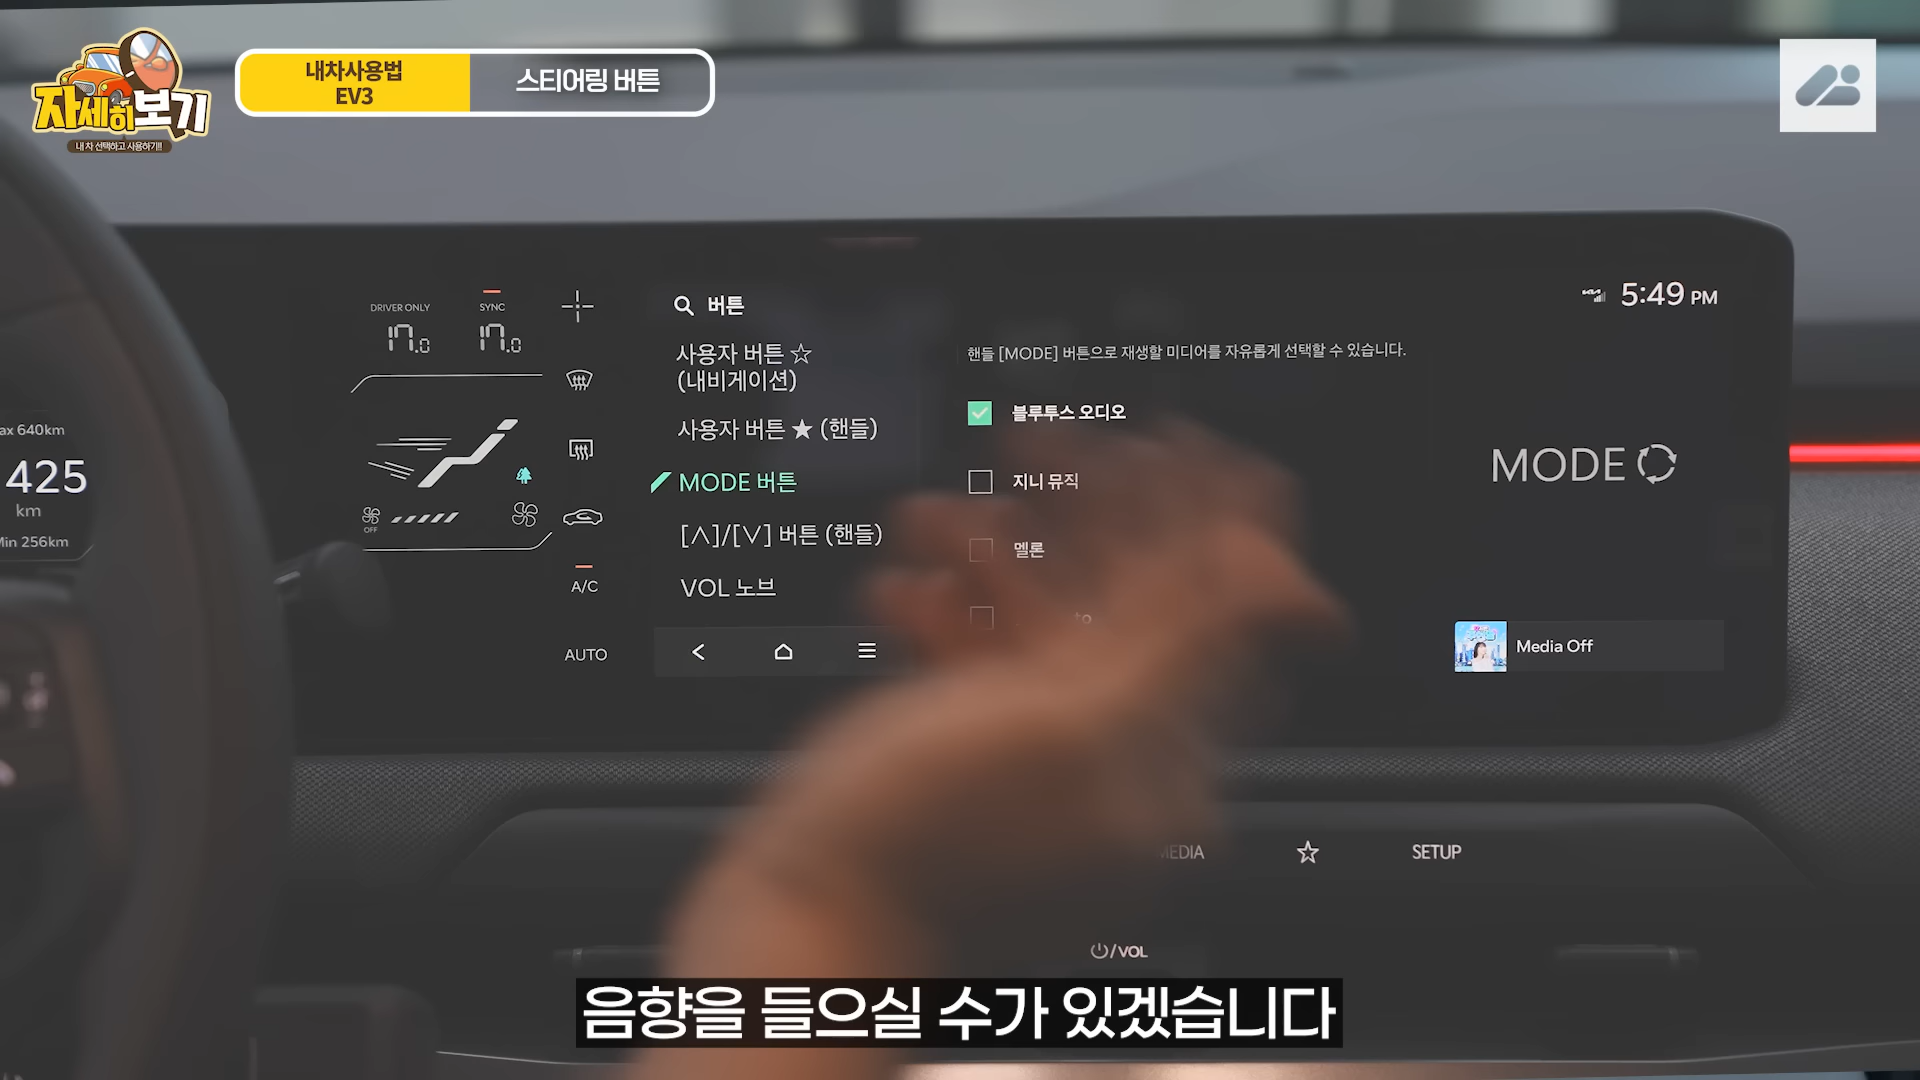 자세히보기
내 차 선택하고 사용하기!!
내차사용법
EV3
스티어링 버튼
DRIVER ONLY
SYNC
17.0
17.0
OFF
A/C
AUTO
425
km
버튼
사용자 버튼 ☆
(내비게이션)
사용자 버튼 ★ (핸들)
MODE 버튼
[∧]/[∨] 버튼 (핸들)
VOL 노브
5:49 PM
핸들 [MODE] 버튼으로 재생할 미디어를 자유롭게 선택할 수 있습니다.
블루투스 오디오
지니 뮤직
멜론
MODE
Media Off
MEDIA
☆
SETUP
/VOL
음향을 들으실 수가 있겠습니다